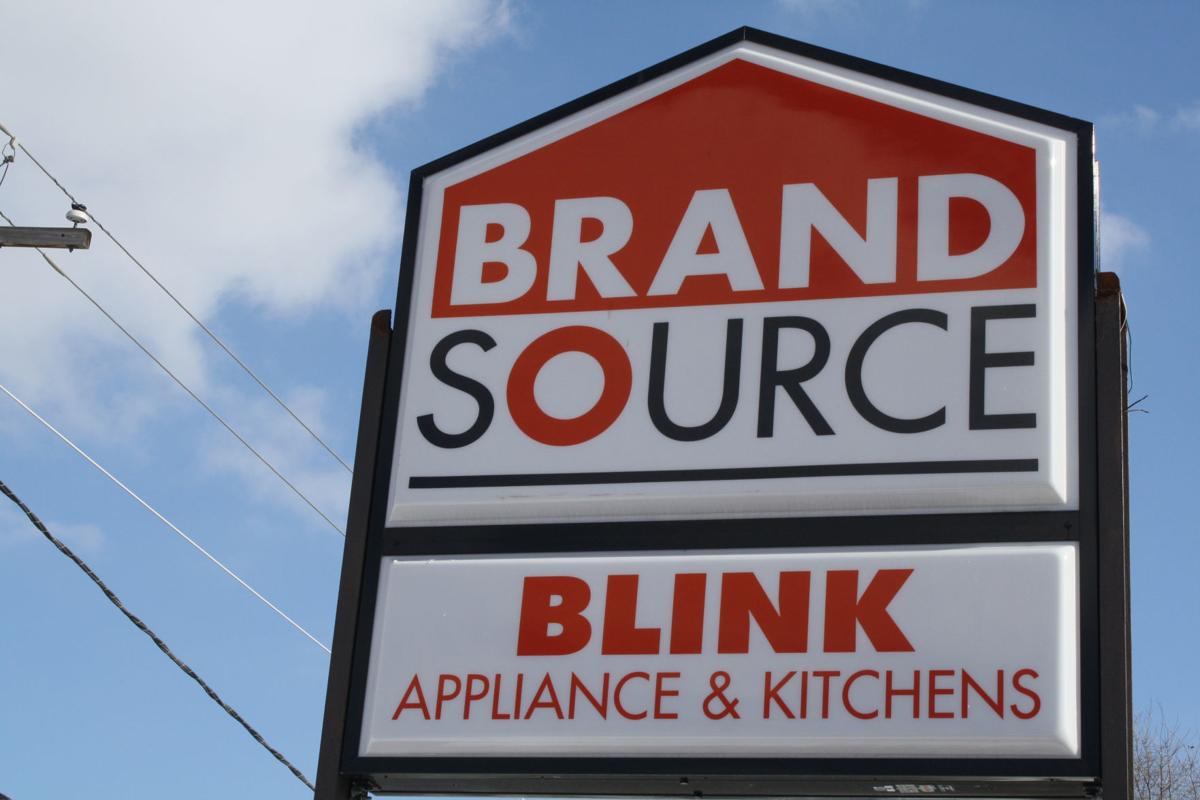 BRAND
SOURCE
BLINK
APPLIANCE & KITCHENS